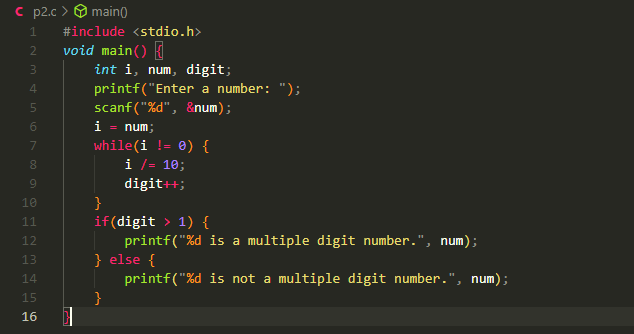 C p2.c > main()
1 #include <stdio.h>
2 void main() {
3     int i, num, digit;
4     printf("Enter a number: ");
5     scanf("%d", &num);
6     i = num;
7     while(i != 0) {
8         i /= 10;
9         digit++;
10     }
11     if(digit > 1) {
12         printf("%d is a multiple digit number.", num);
13     } else {
14         printf("%d is not a multiple digit number.", num);
15     }
16 }